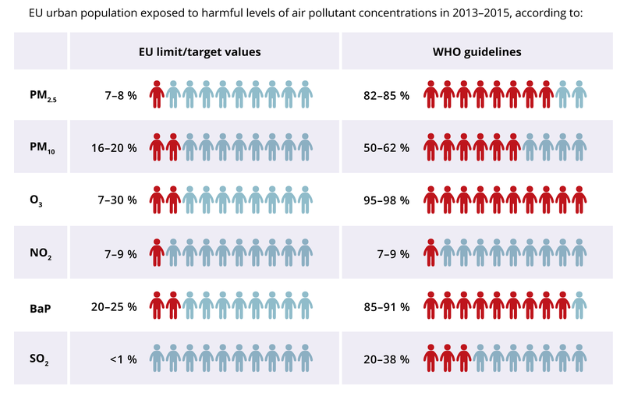 EU urban population exposed to harmful levels of air pollutant concentrations in 2013–2015, according to:
EU limit/target values WHO guidelines
PM2.5 7–8 % 82–85 %
PM10 16–20 % 50–62 %
O3 7–30 % 95–98 %
NO2 7–9 % 7–9 %
BaP 20–25 % 85–91 %
SO2 <1 % 20–38 %